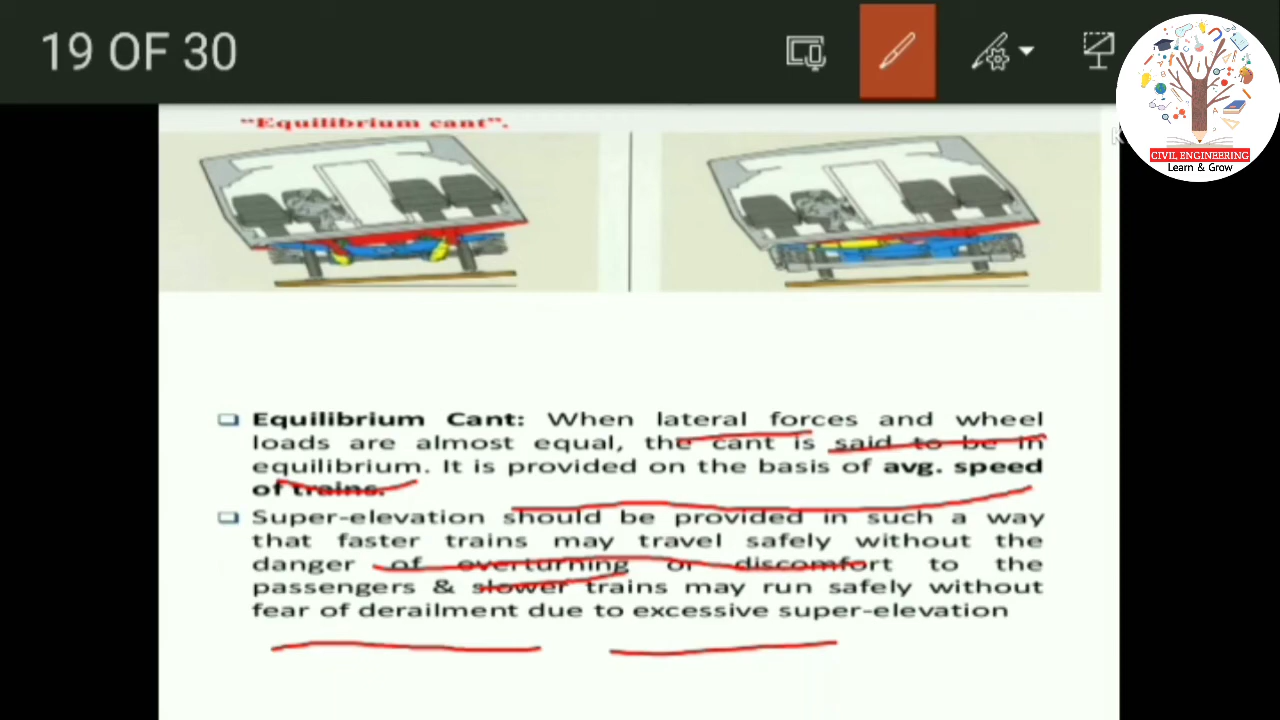 19 OF 30
CIVIL ENGINEERING
Learn & Grow
"Equilibrium cant".
Equilibrium Cant: When lateral forces and wheel
loads are almost equal, the cant is said to be in
equilibrium. It is provided on the basis of avg. speed
of trains.
Super-elevation should be provided in such a way
that faster trains may travel safely without the
danger of overturning or discomfort to the
passengers & slower trains may run safely without
fear of derailment due to excessive super-elevation